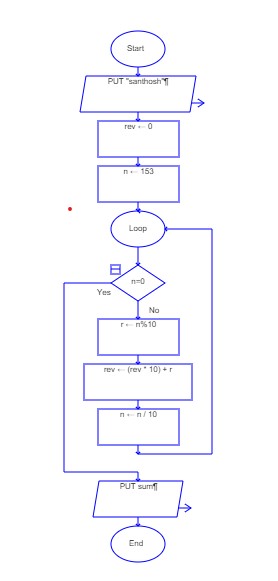 Start
PUT "santhosh"¶
rev ← 0
n ← 153
Loop
n=0
Yes
No
r ← n%10
rev ← (rev * 10) + r
n ← n / 10
PUT sum¶
End